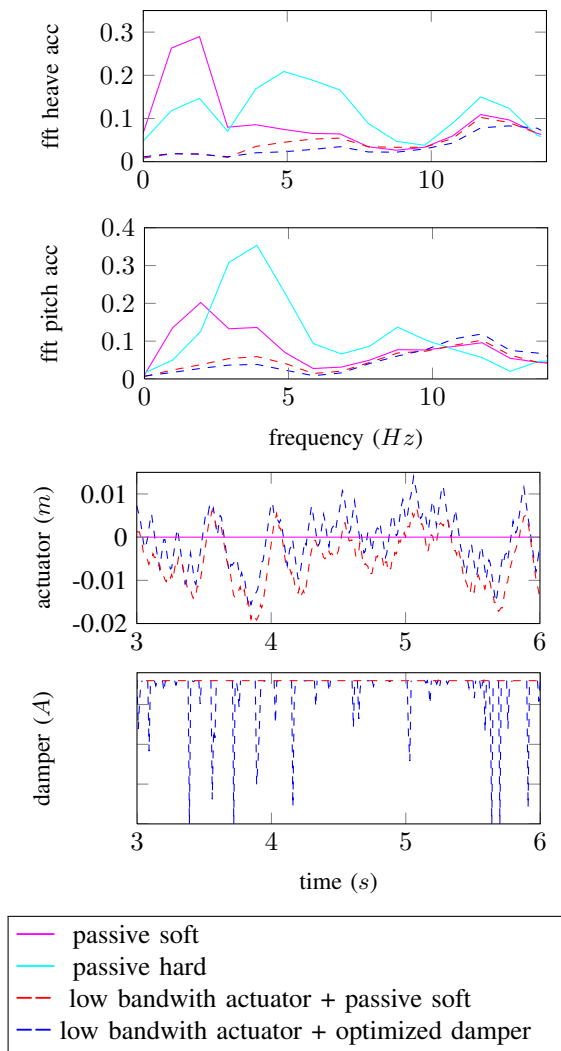 0.3
0.2
0.1
0
fft heave acc
0
5
10
0.4
0.3
0.2
0.1
0
fft pitch acc
0
5
10
frequency (Hz)
0.01
0
-0.01
-0.02
actuator (m)
3
4
5
6
damper (A)
3
4
5
6
time (s)
passive soft
passive hard
low bandwith actuator + passive soft
low bandwith actuator + optimized damper